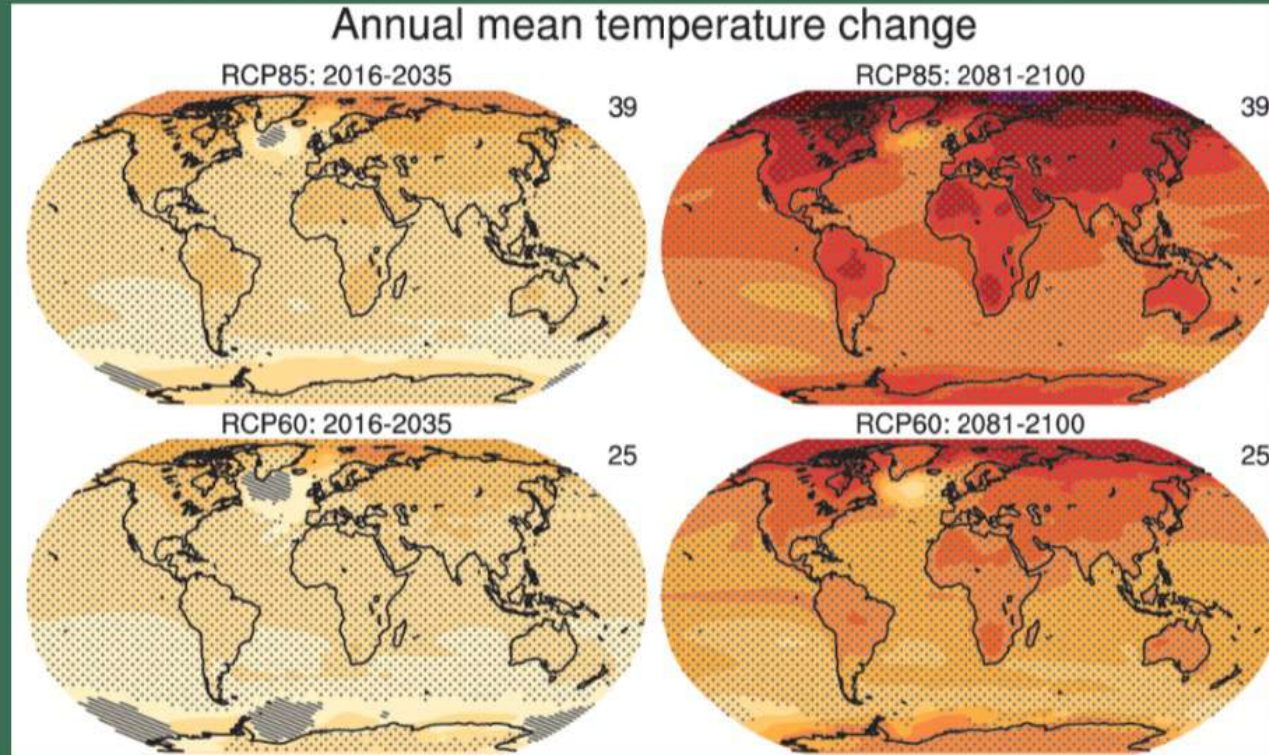 Annual mean temperature change
RCP85: 2016-2035
39
RCP85: 2081-2100
39
RCP60: 2016-2035
25
RCP60: 2081-2100
25